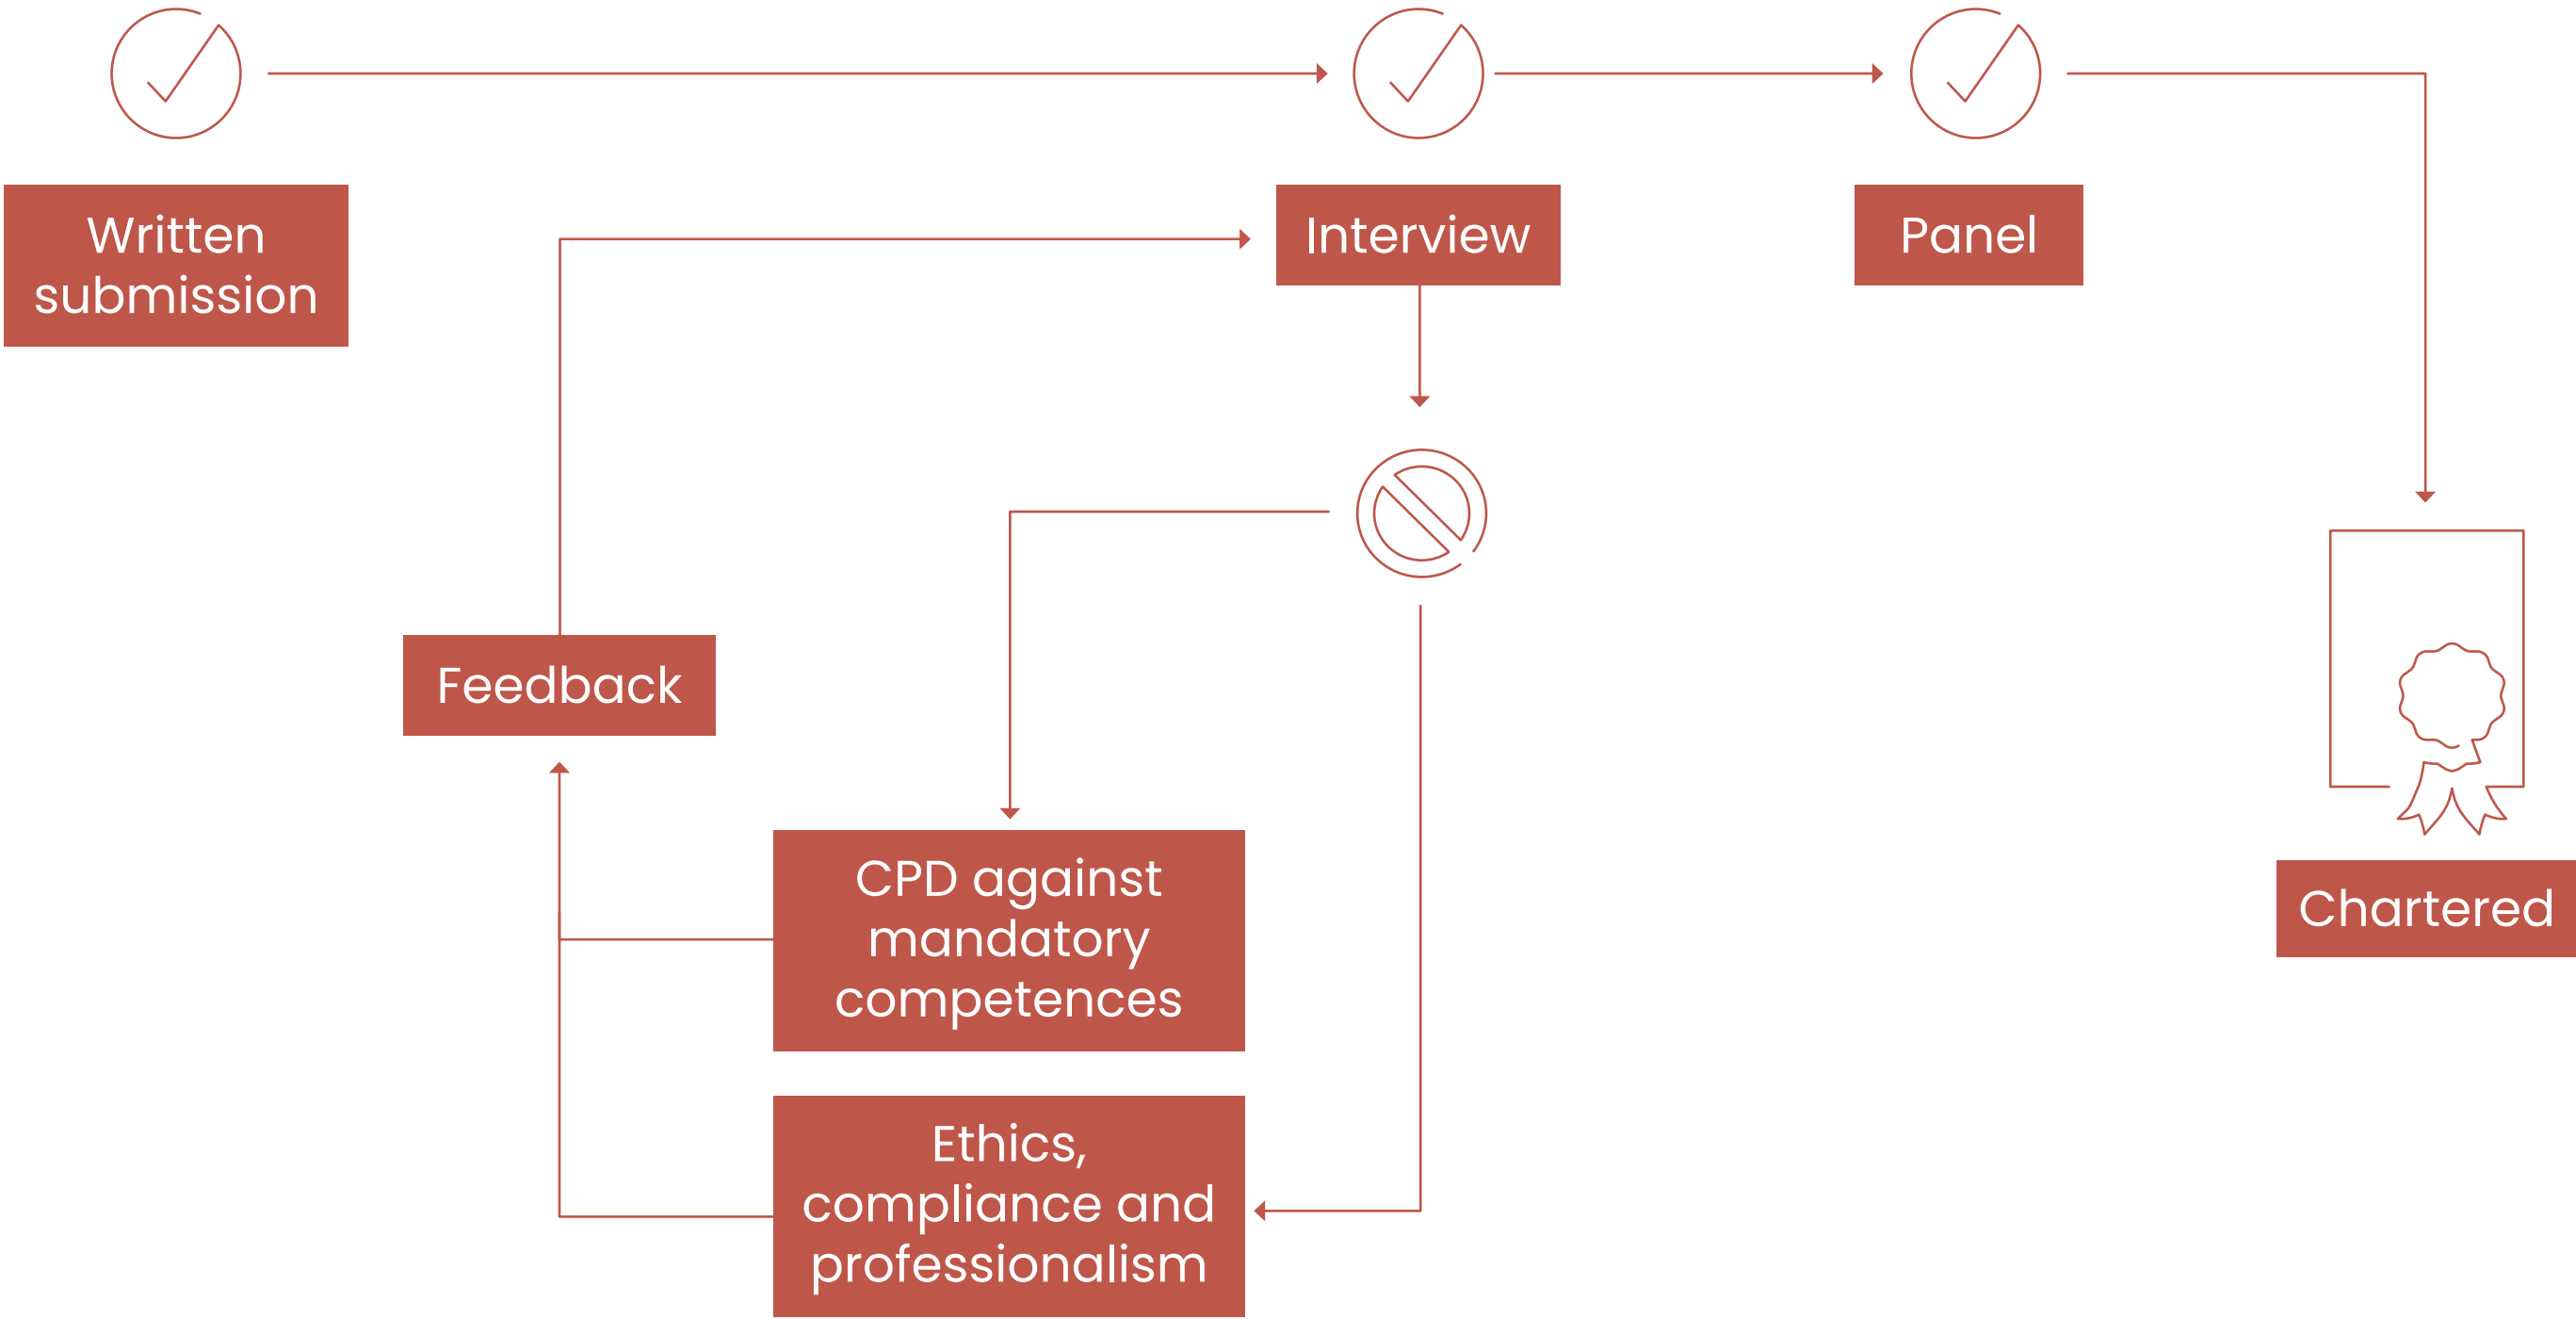 Written
submission
Interview
Panel
Feedback
CPD against
mandatory
competences
Chartered
Ethics,
compliance and
professionalism